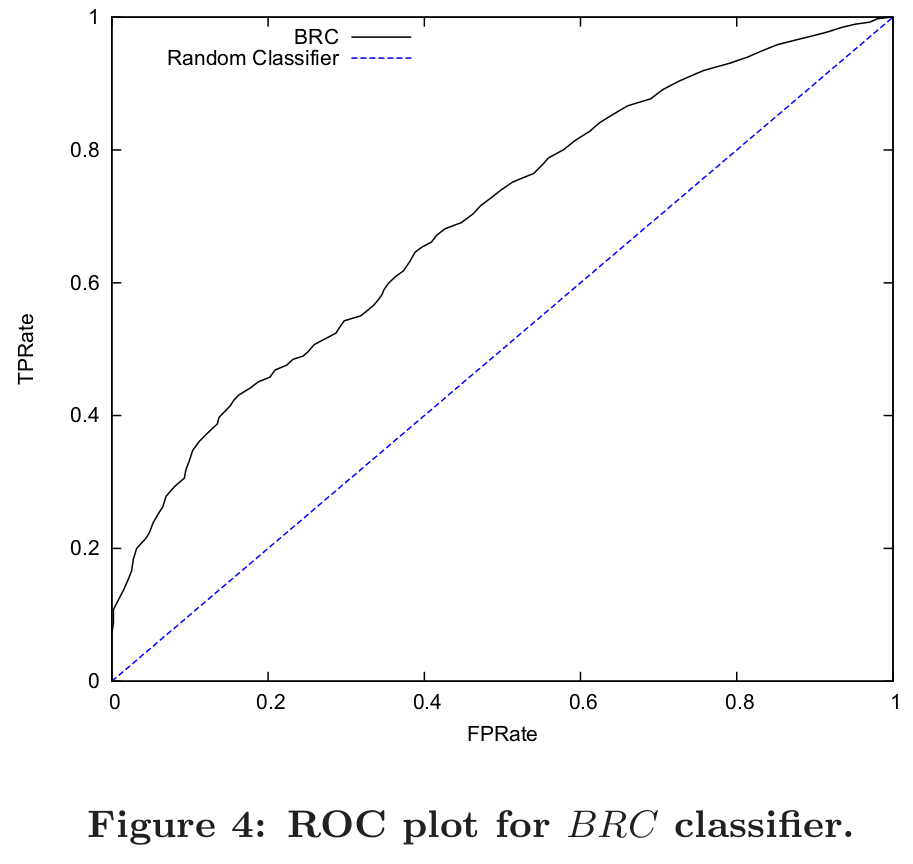 1
BRC
Random Classifier
0.8
0.6
TPRate
0.4
0.2
0
0 0.2 0.4 0.6 0.8 1
FPRate
Figure 4: ROC plot for BRC classifier.